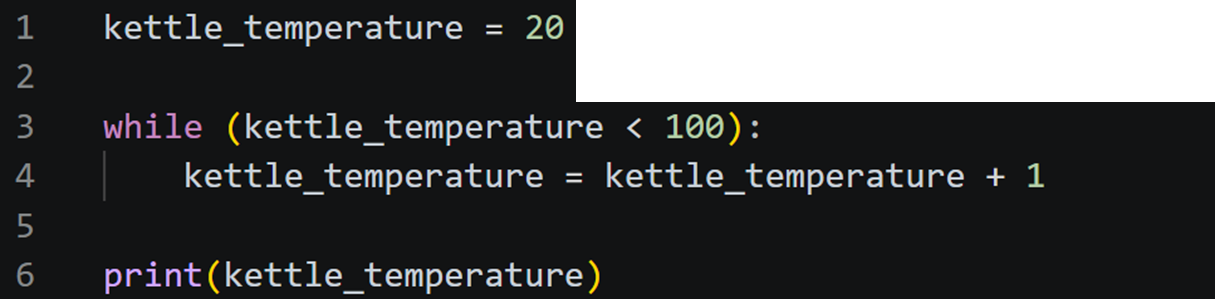 1 kettle_temperature = 20
2
3 while (kettle_temperature < 100):
4     kettle_temperature = kettle_temperature + 1
5
6 print(kettle_temperature)